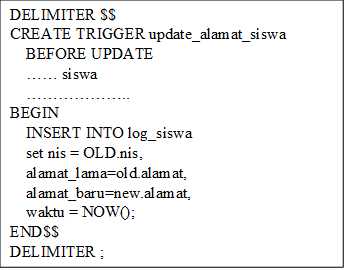 DELIMITER $$
CREATE TRIGGER update_alamat_siswa
BEFORE UPDATE
…… siswa
………………..
BEGIN
INSERT INTO log_siswa
set nis = OLD.nis,
alamat_lama=old.alamat,
alamat_baru=new.alamat,
waktu = NOW();
END$$
DELIMITER ;